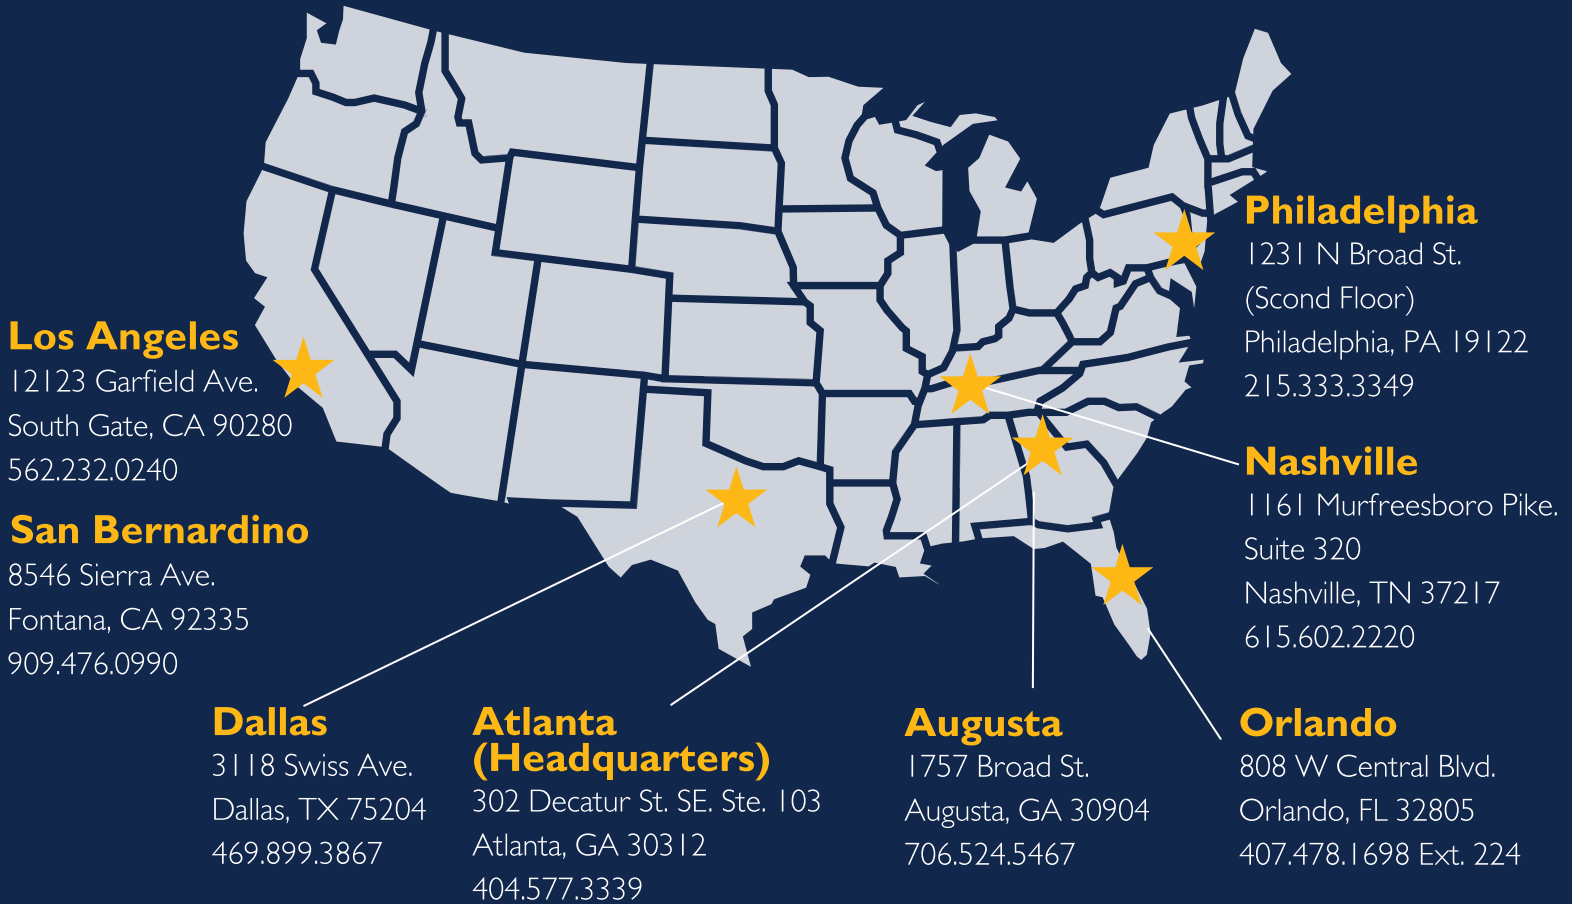 Los Angeles
12123 Garfield Ave.
South Gate, CA 90280
562.232.0240
San Bernardino
8546 Sierra Ave.
Fontana, CA 92335
909.476.0990
Dallas
3118 Swiss Ave.
Dallas, TX 75204
469.899.3867
Atlanta
(Headquarters)
302 Decatur St. SE. Ste. 103
Atlanta, GA 30312
404.577.3339
Augusta
1757 Broad St.
Augusta, GA 30904
706.524.5467
Philadelphia
1231 N Broad St.
(Scond Floor)
Philadelphia, PA 19122
215.333.3349
Nashville
1161 Murfreesboro Pike.
Suite 320
Nashville, TN 37217
615.602.2220
Orlando
808 W Central Blvd.
Orlando, FL 32805
407.478.1698 Ext. 224